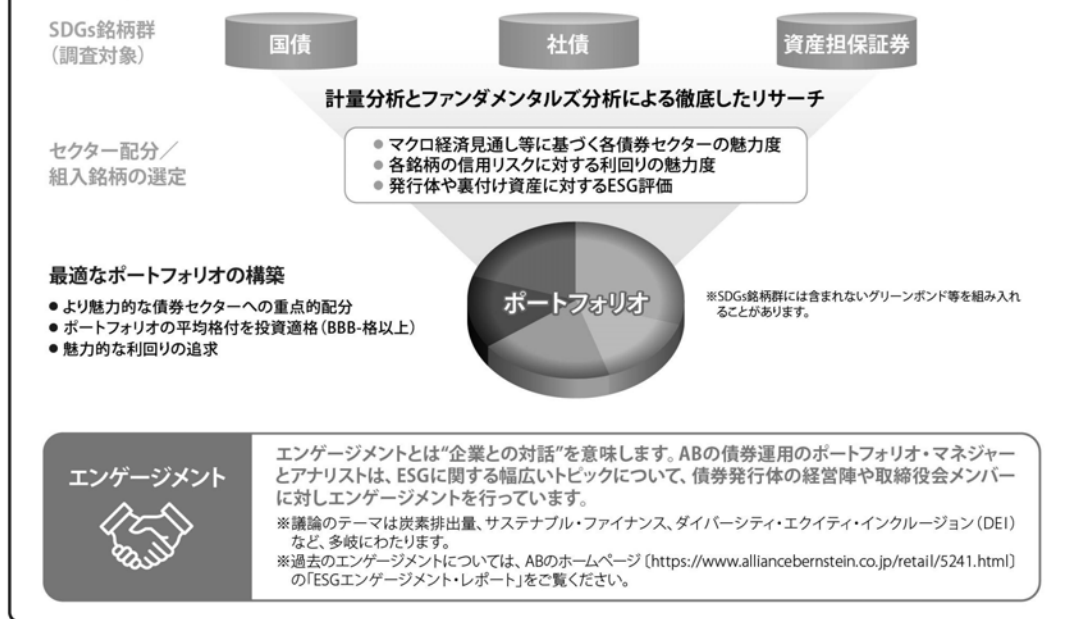 SDGs銘柄群
(調査対象)
国債
社債
資産担保証券
計量分析とファンダメンタルズ分析による徹底したリサーチ
セクター配分／
組入銘柄の選定
● マクロ経済見通し等に基づく各債券セクターの魅力度
● 各銘柄の信用リスクに対する利回りの魅力度
● 発行体や裏付け資産に対するESG評価
最適なポートフォリオの構築
● より魅力的な債券セクターへの重点的配分
● ポートフォリオの平均格付を投資適格(BBB-格以上)
● 魅力的な利回りの追求
ポートフォリオ
※SDGs銘柄群には含まれないグリーンボンド等を組み入れ
ることがあります。
エンゲージメント
エンゲージメントとは“企業との対話”を意味します。ABの債券運用のポートフォリオ・マネジャー
とアナリストは、ESGに関する幅広いトピックについて、債券発行体の経営陣や取締役会メンバー
に対しエンゲージメントを行っています。
※議論のテーマは炭素排出量、サステナブル・ファイナンス、ダイバーシティ・エクイティ・インクルージョン(DEI)
など、多岐にわたります。
※過去のエンゲージメントについては、ABのホームページ〔https://www.alliancebernstein.co.jp/retail/5241.html〕
の「ESGエンゲージメント・レポート」をご覧ください。